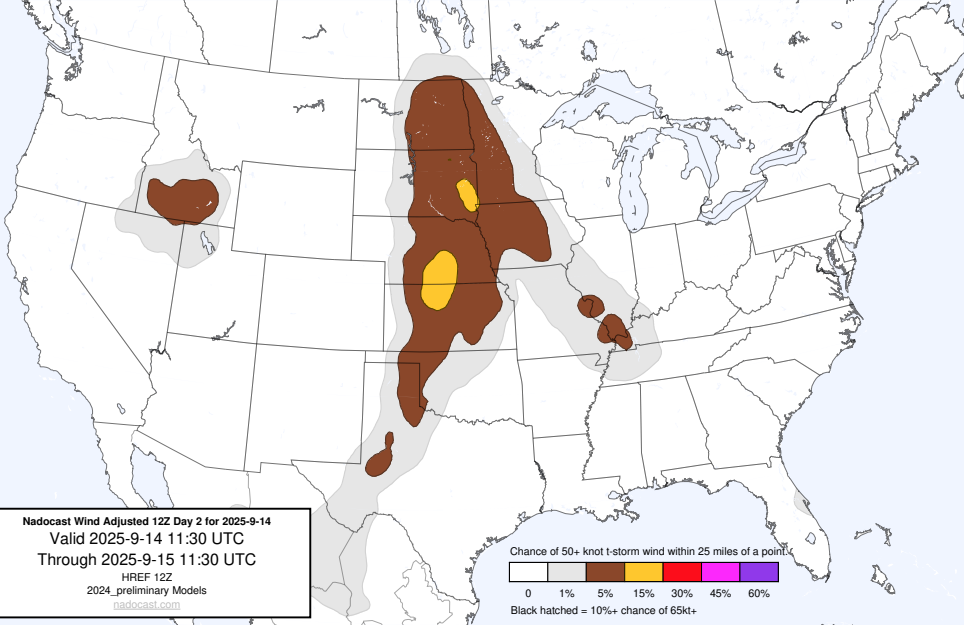 Nadocast Wind Adjusted 12Z Day 2 for 2025-9-14
Valid 2025-9-14 11:30 UTC
Through 2025-9-15 11:30 UTC
HREF 12Z
2024_preliminary Models
nadocast.com
Chance of 50+ knot t-storm wind within 25 miles of a point.
0 1% 5% 15% 30% 45% 60%
Black hatched = 10%+ chance of 65kt+